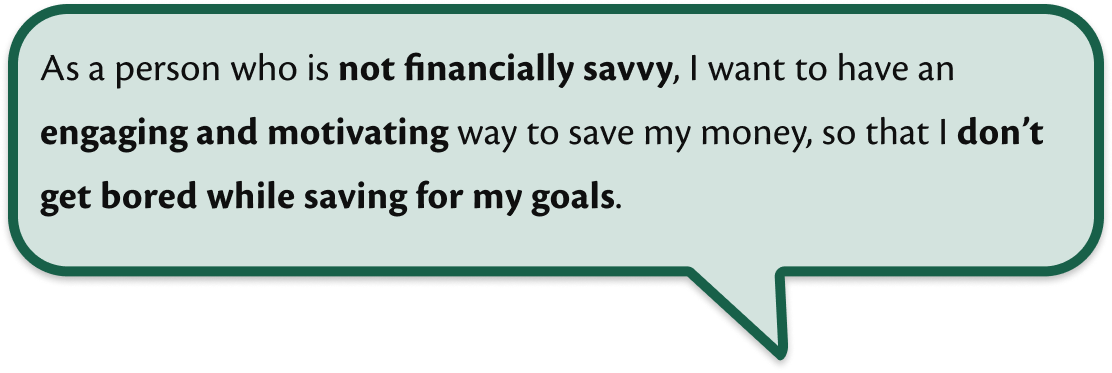 As a person who is not financially savvy, I want to have an
engaging and motivating way to save my money, so that I don’t
get bored while saving for my goals.